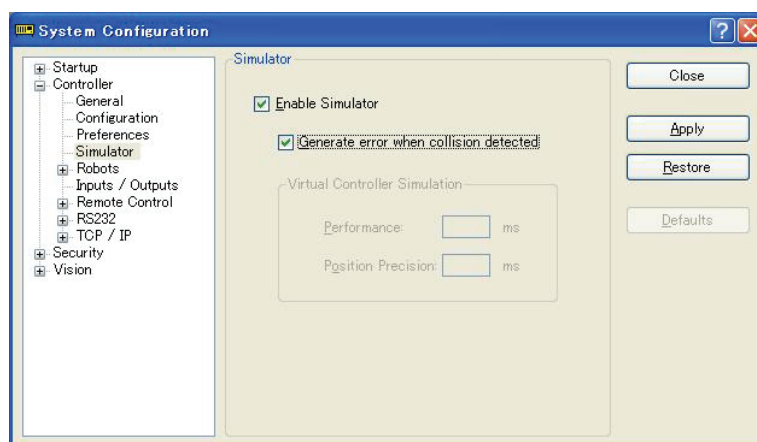 System Configuration
Startup
Controller
General
Configuration
Preferences
Simulator
Robots
Inputs / Outputs
Remote Control
RS232
TCP / IP
Security
Vision
Simulator
Enable Simulator
Generate error when collision detected
Virtual Controller Simulation
Performance: ms
Position Precision: ms
Close
Apply
Restore
Defaults